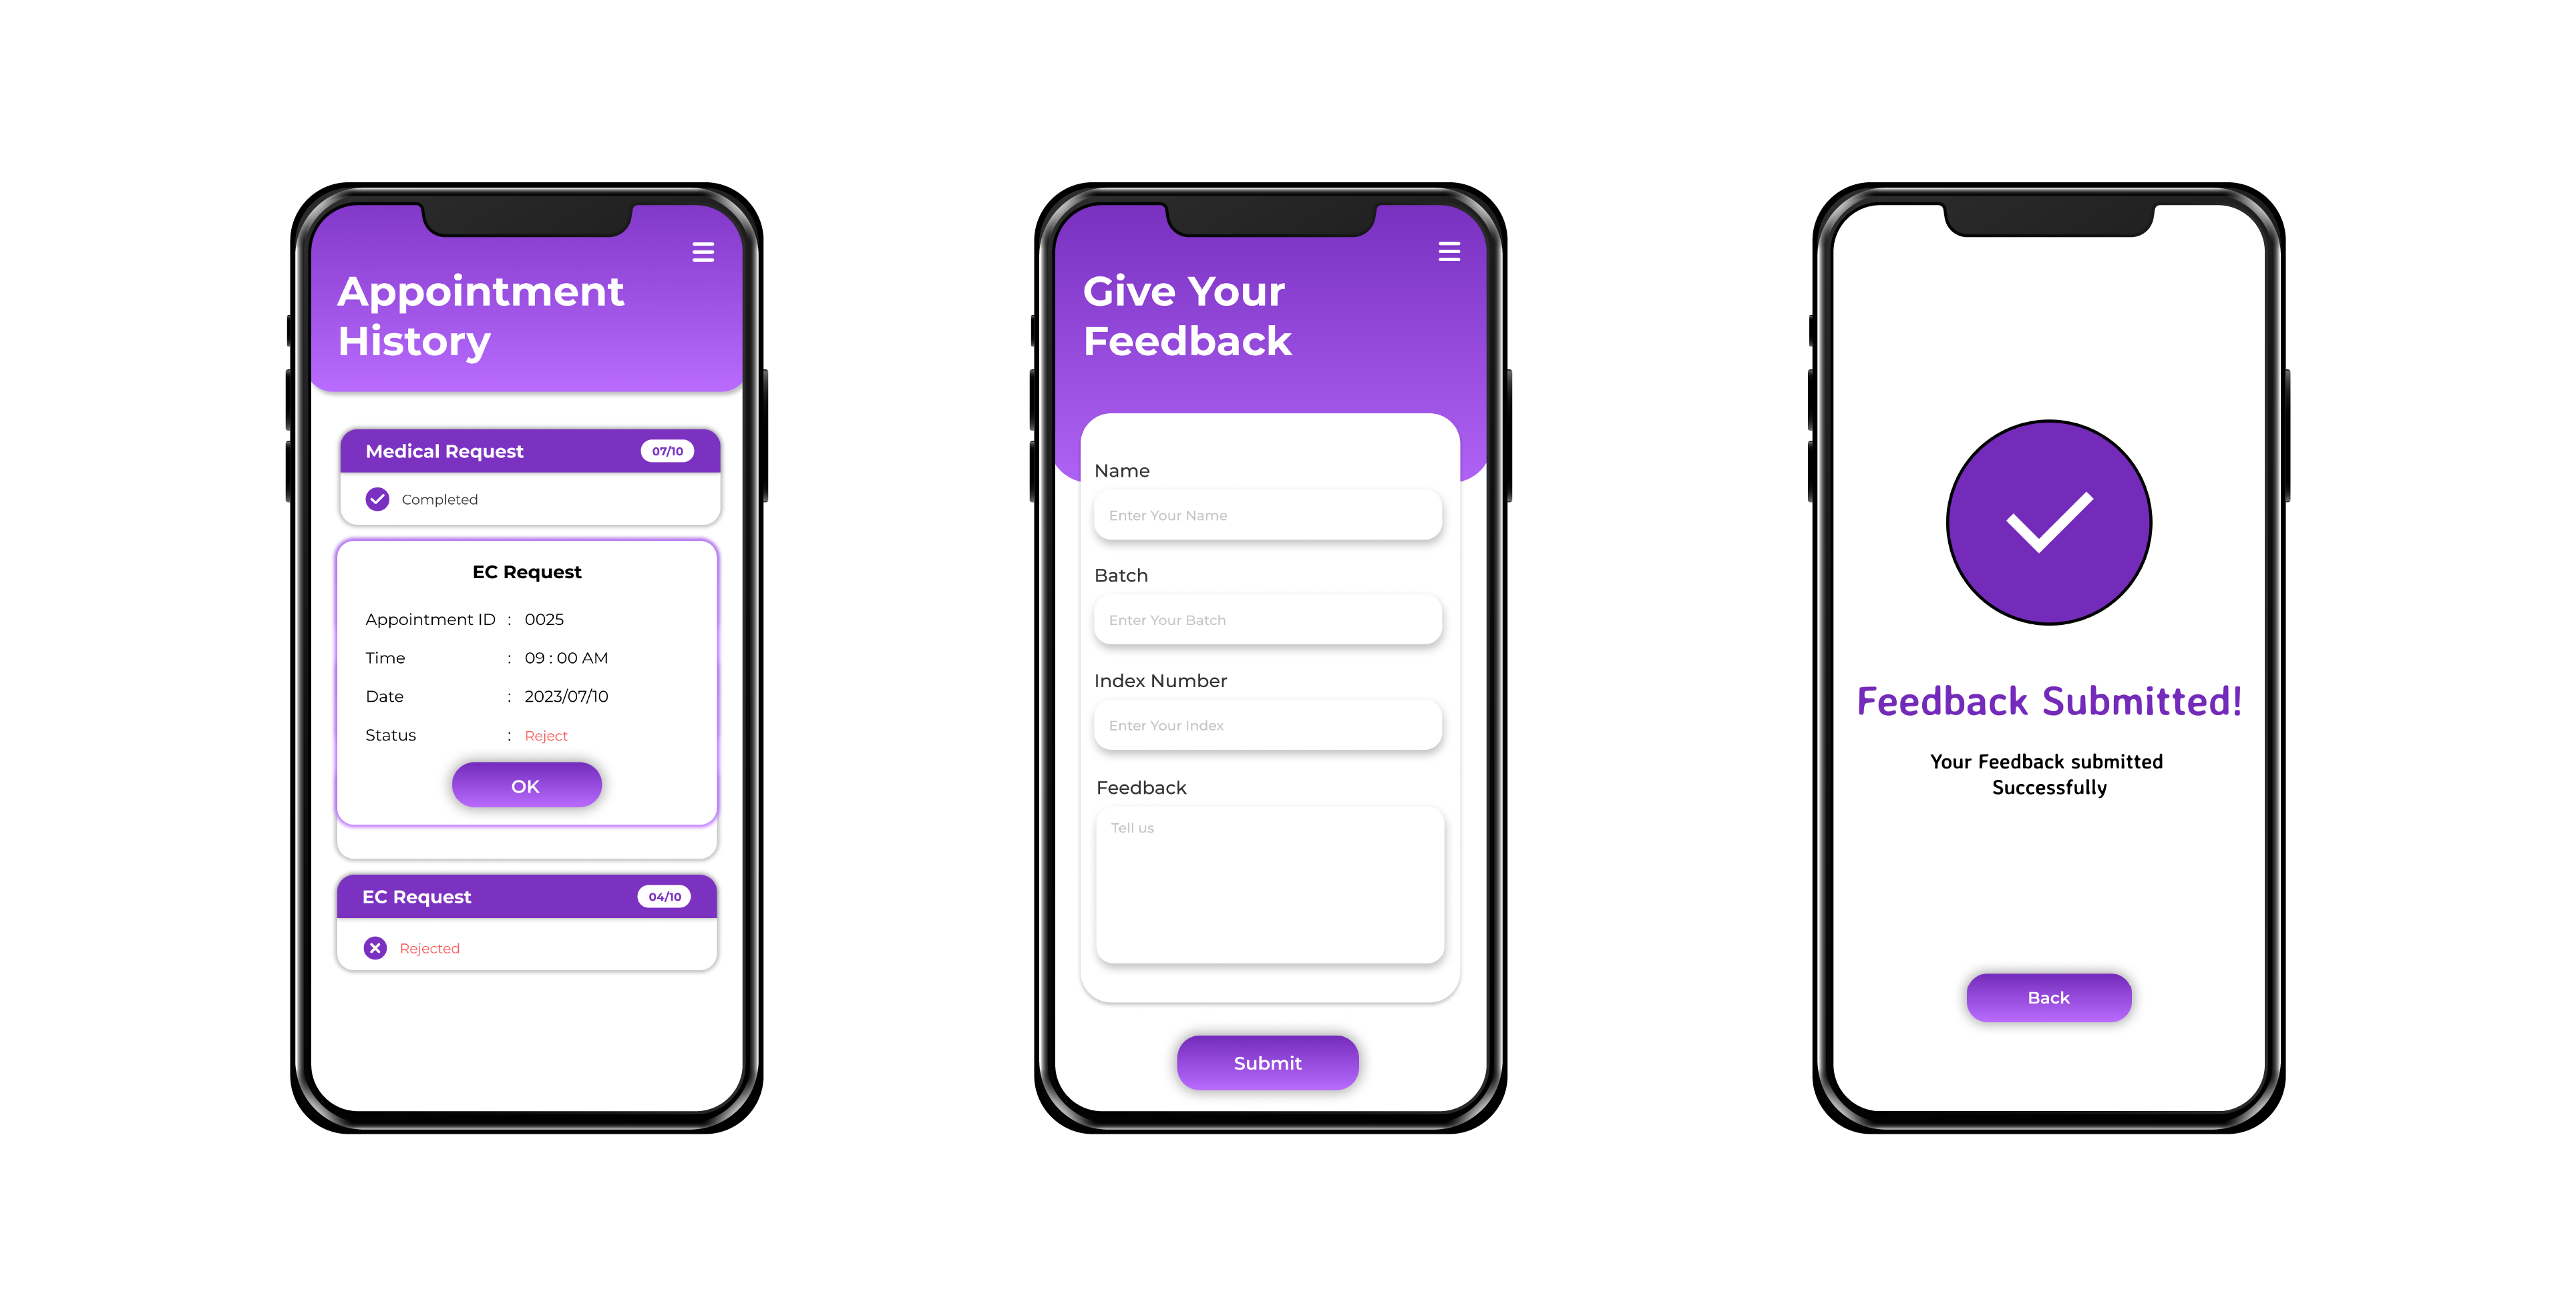 Appointment
History
Medical Request
07/10
Completed
EC Request
Appointment ID : 0025
Time : 09 : 00 AM
Date : 2023/07/10
Status : Reject
OK
EC Request
04/10
Rejected
Give Your
Feedback
Name
Enter Your Name
Batch
Enter Your Batch
Index Number
Enter Your Index
Feedback
Tell us
Submit
Feedback Submitted!
Your Feedback submitted
Successfully
Back